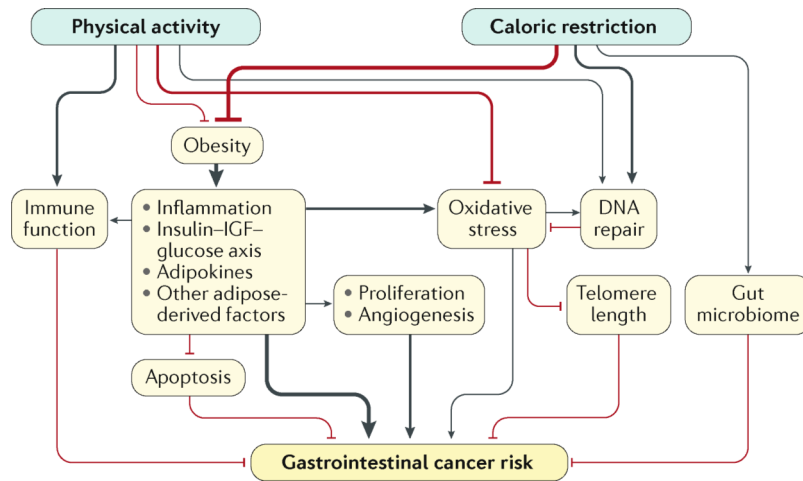 Physical activity
Caloric restriction
Obesity
Immune
function
• Inflammation
• Insulin–IGF–
glucose axis
• Adipokines
• Other adipose-
derived factors
Oxidative
stress
DNA
repair
• Proliferation
• Angiogenesis
Telomere
length
Gut
microbiome
Apoptosis
Gastrointestinal cancer risk